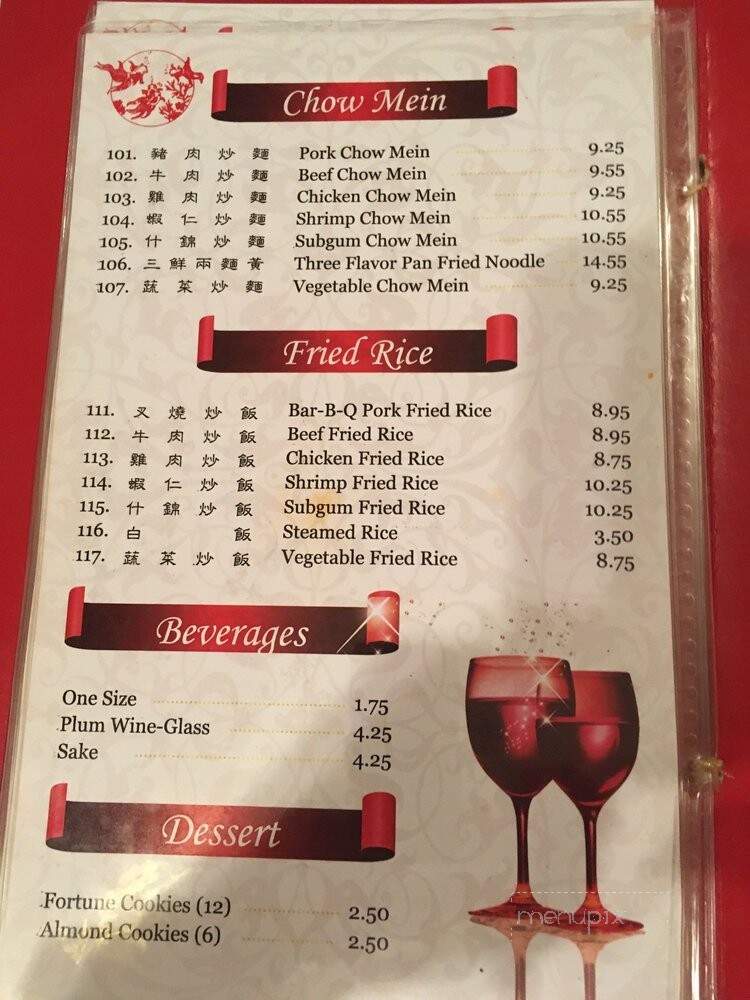 Chow Mein
101. 豬肉炒麵 Pork Chow Mein 9.25
102. 牛肉炒麵 Beef Chow Mein 9.55
103. 雞肉炒麵 Chicken Chow Mein 9.25
104. 蝦仁炒麵 Shrimp Chow Mein 10.55
105. 什錦炒麵 Subgum Chow Mein 10.55
106. 三鮮兩麵黃 Three Flavor Pan Fried Noodle 14.55
107. 蔬菜炒麵 Vegetable Chow Mein 9.25
Fried Rice
111. 叉燒炒飯 Bar-B-Q Pork Fried Rice 8.95
112. 牛肉炒飯 Beef Fried Rice 8.95
113. 雞肉炒飯 Chicken Fried Rice 8.75
114. 蝦仁炒飯 Shrimp Fried Rice 10.25
115. 什錦炒飯 Subgum Fried Rice 10.25
116. 白飯 Steamed Rice 3.50
117. 蔬菜炒飯 Vegetable Fried Rice 8.75
Beverages
One Size 1.75
Plum Wine-Glass 4.25
Sake 4.25
Dessert
Fortune Cookies (12) 2.50
Almond Cookies (6) 2.50
menupix